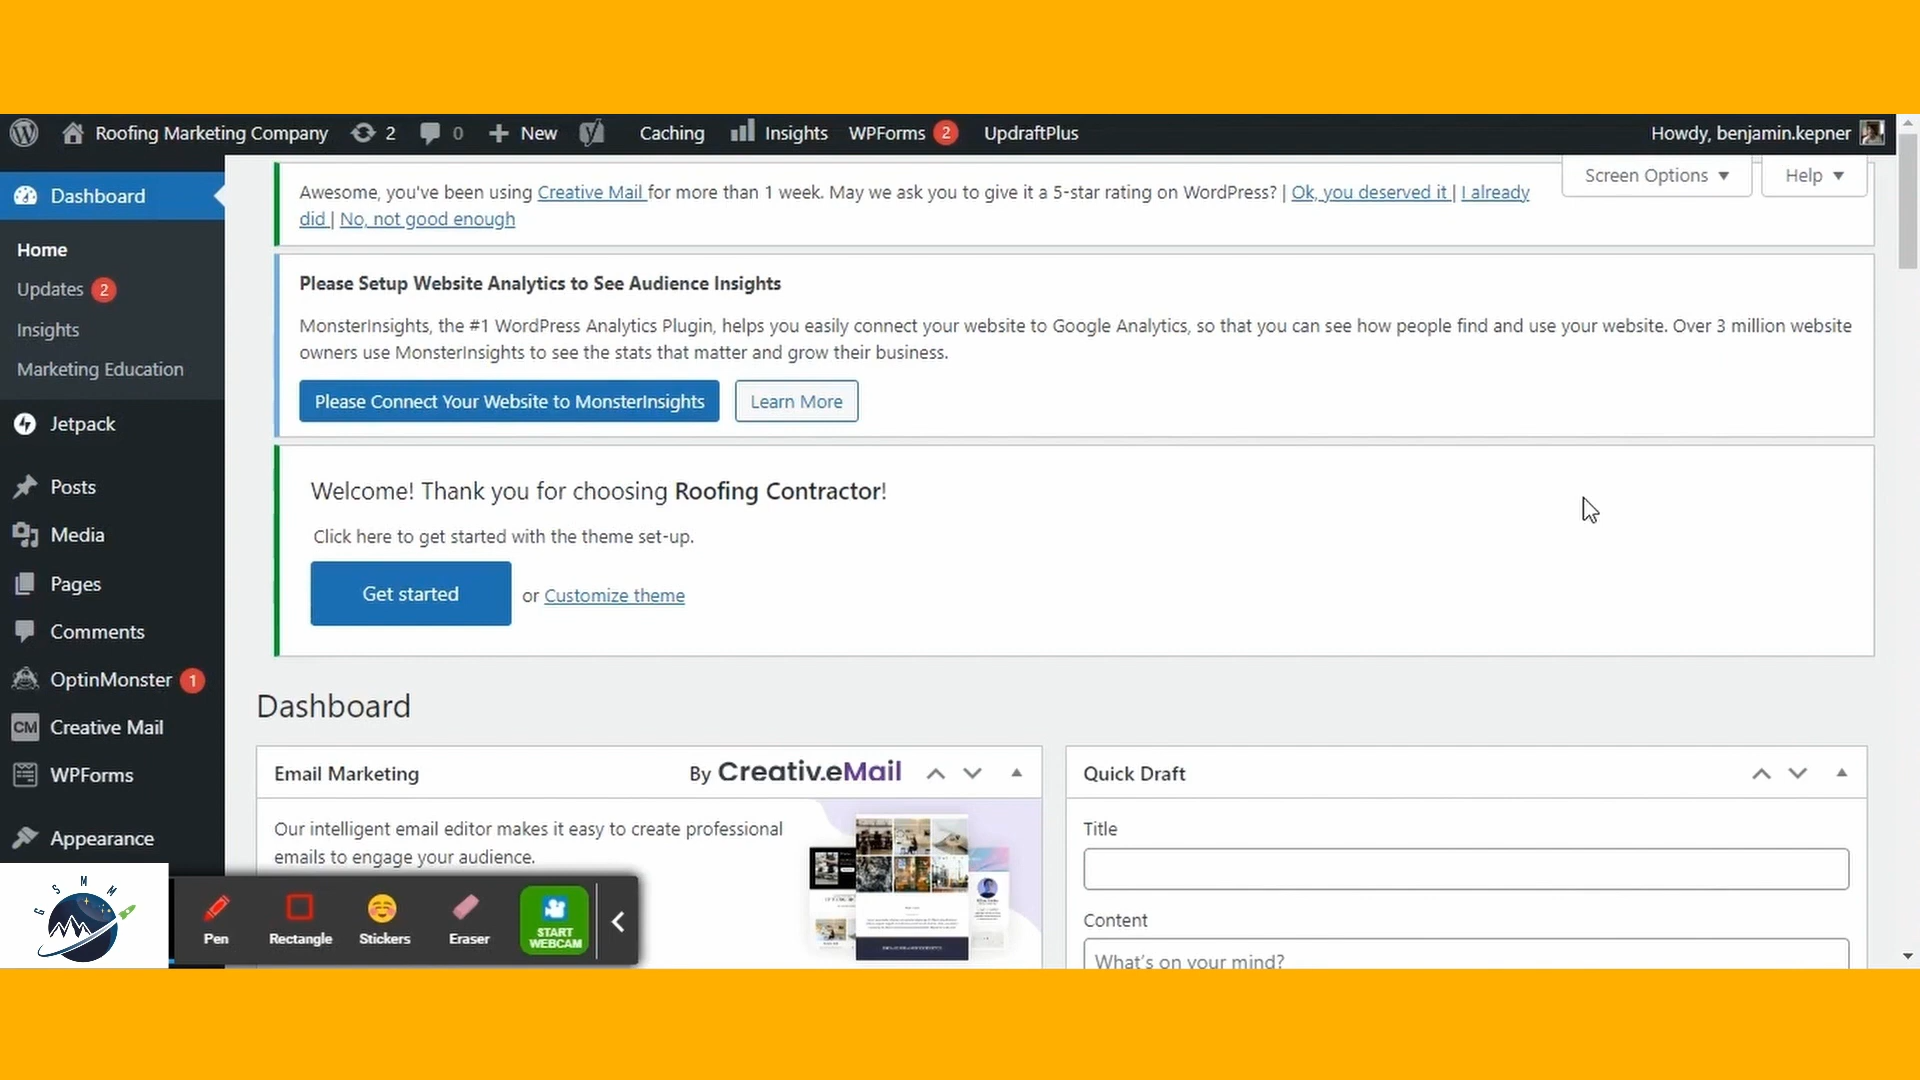 Roofing Marketing Company 2 0 New Caching Insights WPForms 2 UpdraftPlus Howdy, benjamin.kepner
Dashboard
Home
Updates 2
Insights
Marketing Education
Jetpack
Posts
Media
Pages
Comments
OptinMonster 1
CM Creative Mail
WPForms
Appearance
Screen Options Help
Awesome, you've been using Creative Mail for more than 1 week. May we ask you to give it a 5-star rating on WordPress? | Ok, you deserved it | I already
did | No, not good enough
Please Setup Website Analytics to See Audience Insights
MonsterInsights, the #1 WordPress Analytics Plugin, helps you easily connect your website to Google Analytics, so that you can see how people find and use your website. Over 3 million website
owners use MonsterInsights to see the stats that matter and grow their business.
Please Connect Your Website to MonsterInsights Learn More
Welcome! Thank you for choosing Roofing Contractor!
Click here to get started with the theme set-up.
Get started or Customize theme
Dashboard
Email Marketing By CreativeMail
Our intelligent email editor makes it easy to create professional
emails to engage your audience.
Quick Draft
Title
Content
What's on your mind?
G S M M
Pen Rectangle Stickers Eraser START
WEBCAM